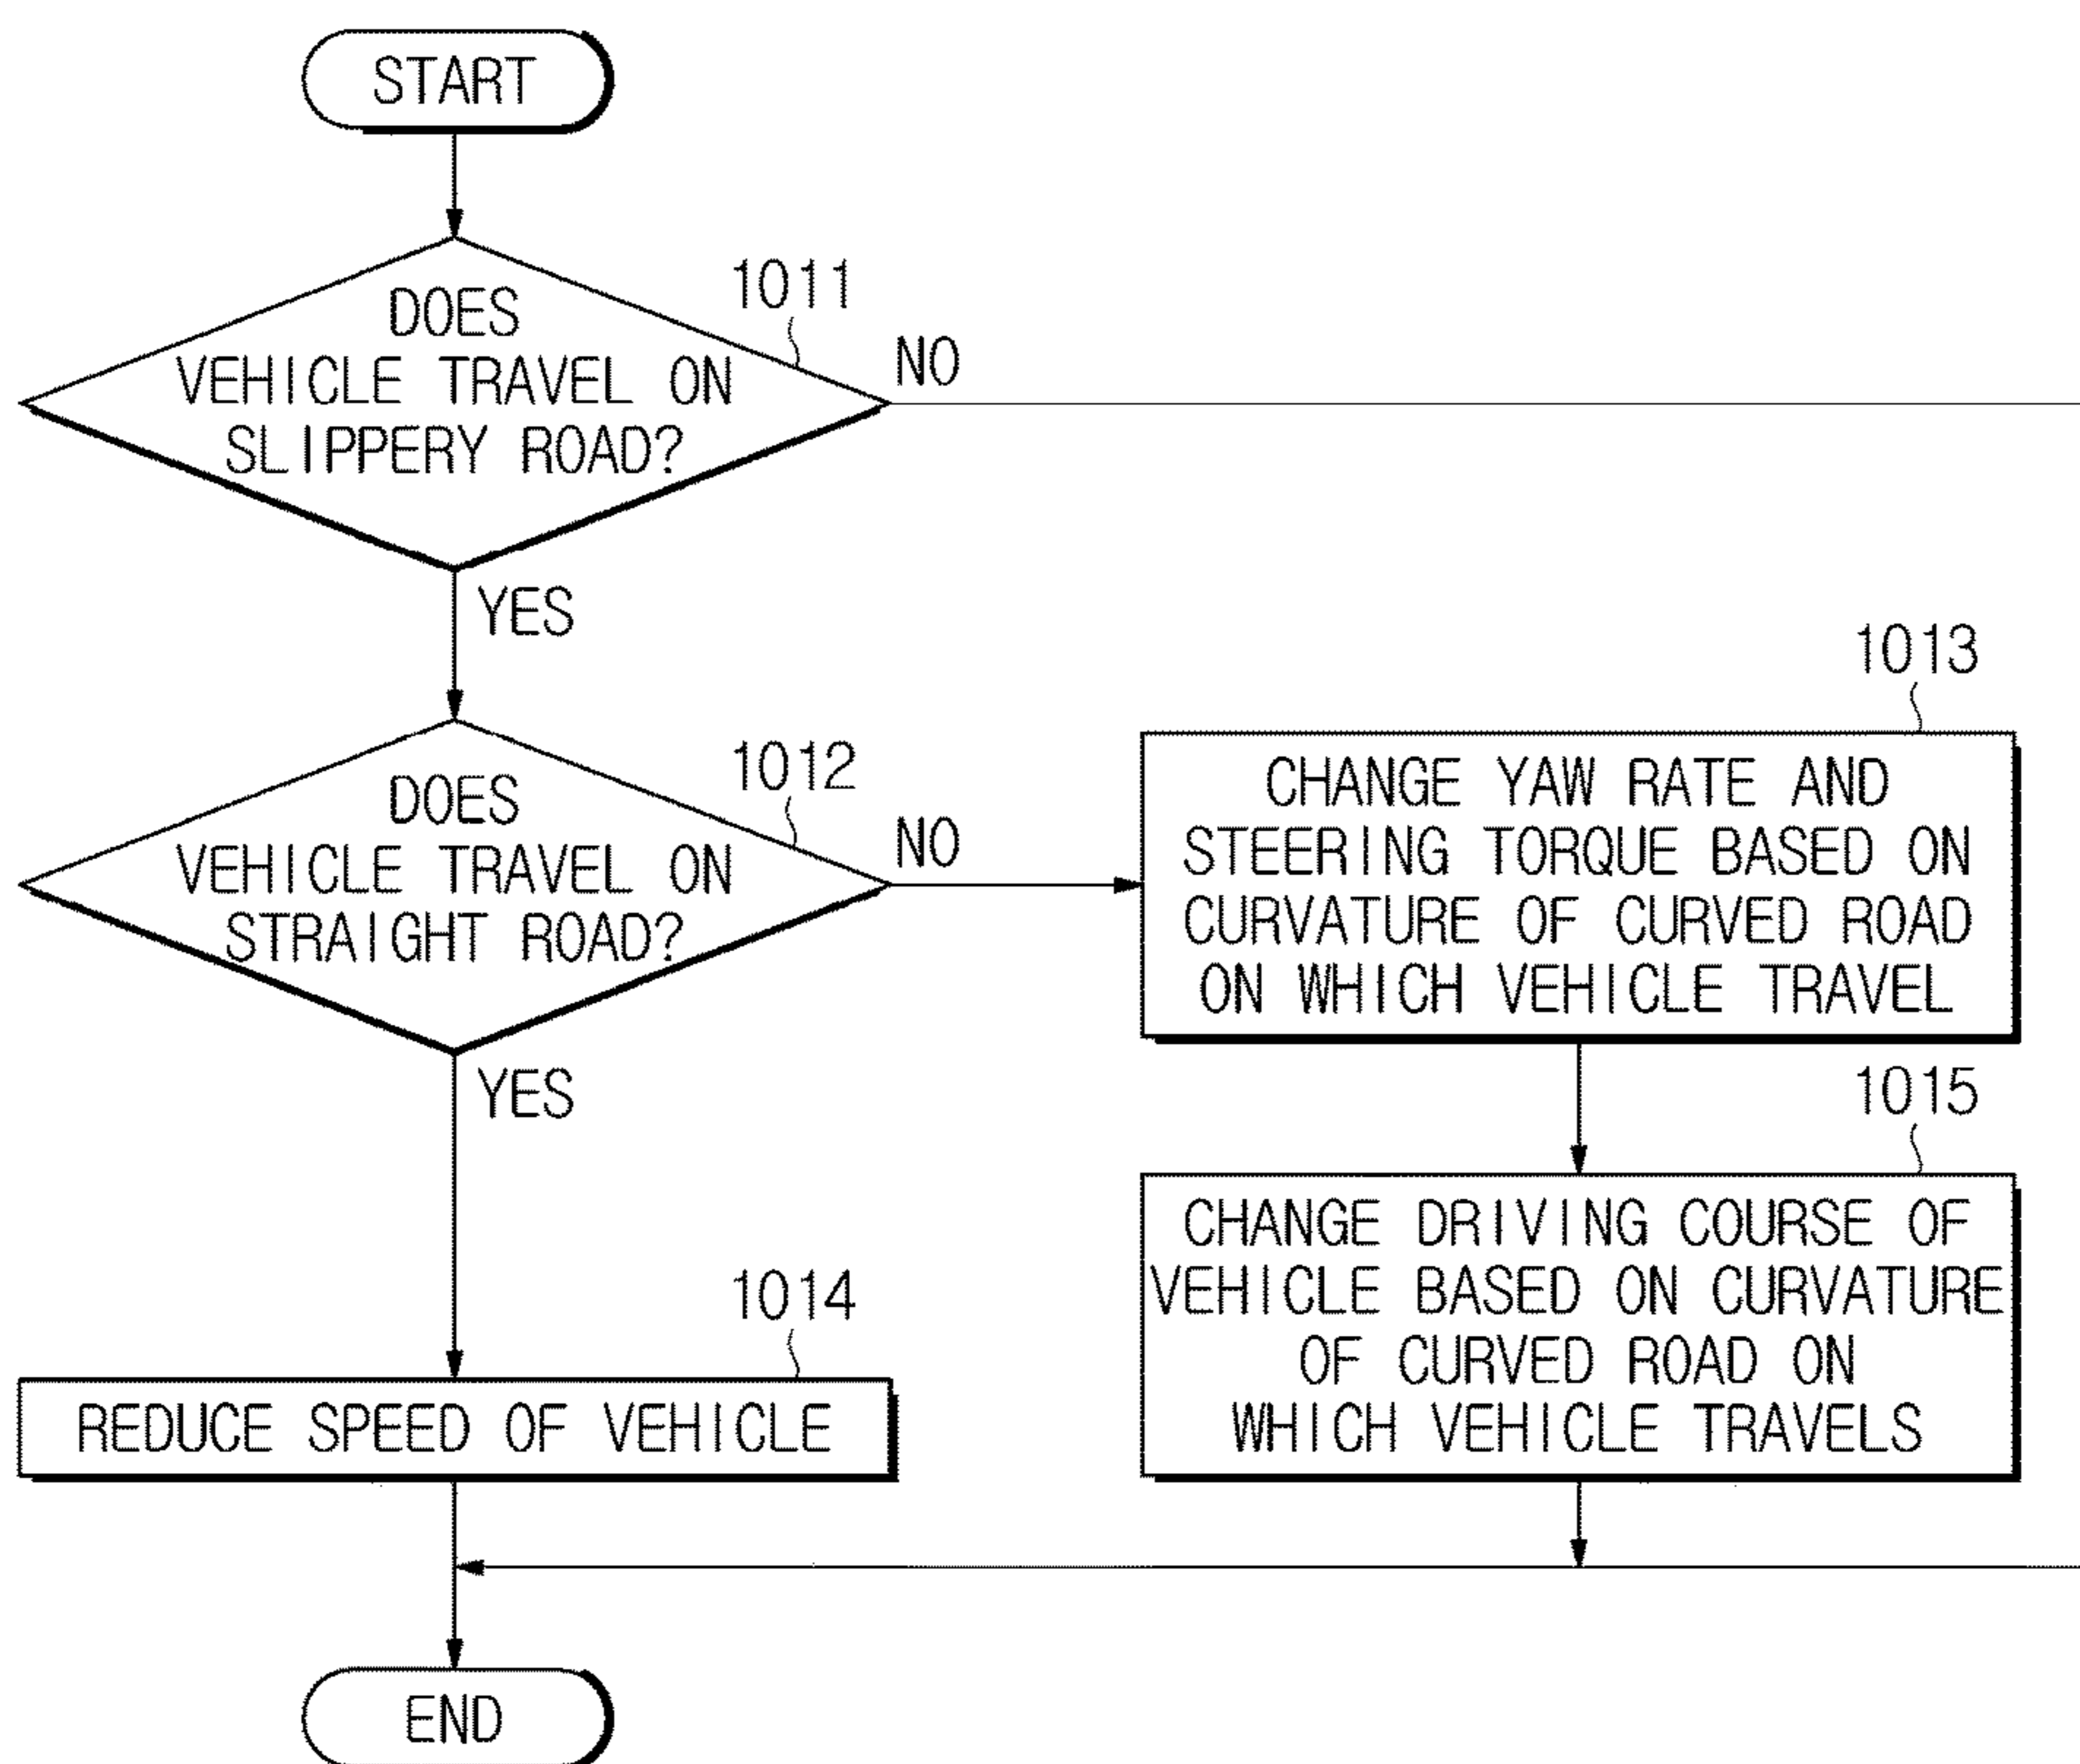 START
1011
DOES
VEHICLE TRAVEL ON
SLIPPERY ROAD?
NO
YES
1012
DOES
VEHICLE TRAVEL ON
STRAIGHT ROAD?
NO
YES
1013
CHANGE YAW RATE AND
STEERING TORQUE BASED ON
CURVATURE OF CURVED ROAD
ON WHICH VEHICLE TRAVEL
1015
CHANGE DRIVING COURSE OF
VEHICLE BASED ON CURVATURE
OF CURVED ROAD ON
WHICH VEHICLE TRAVELS
1014
REDUCE SPEED OF VEHICLE
END